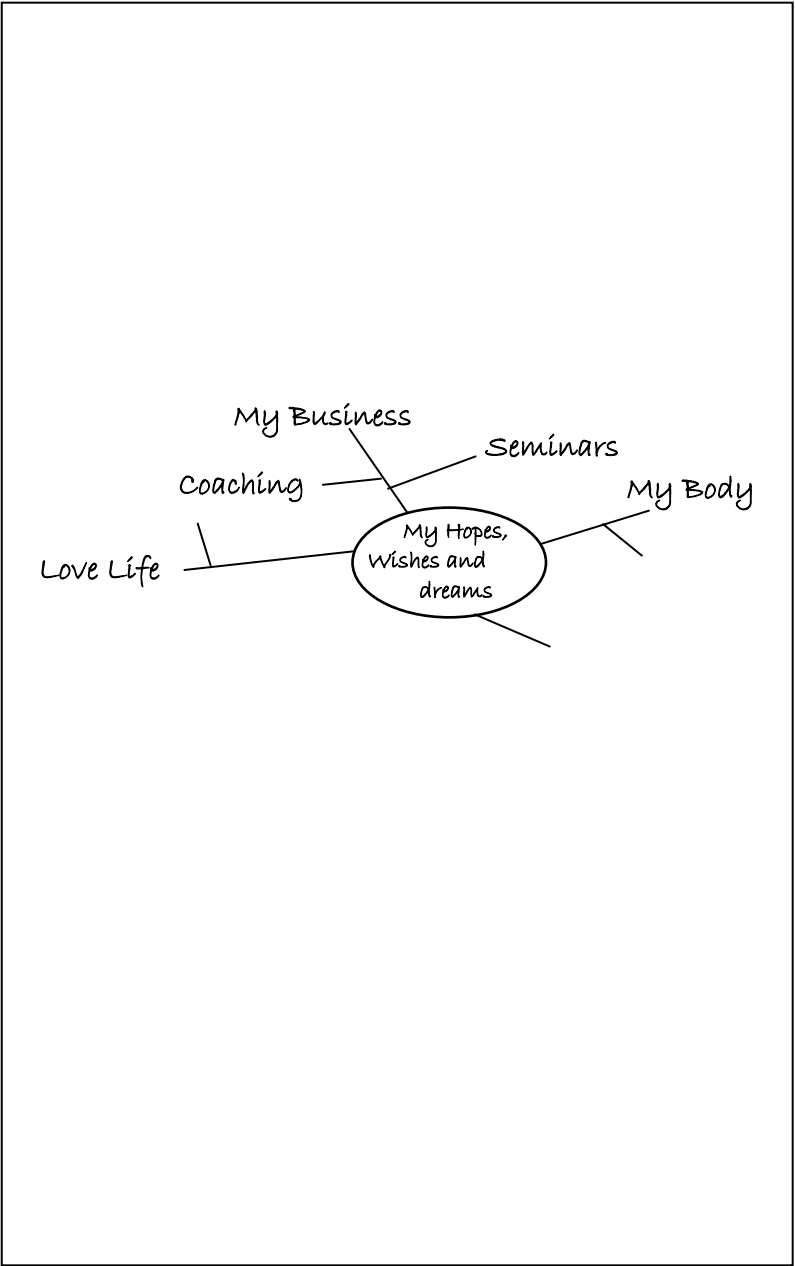 My Business
Seminars
Coaching
My Body
My Hopes,
Wishes and
dreams
Love Life